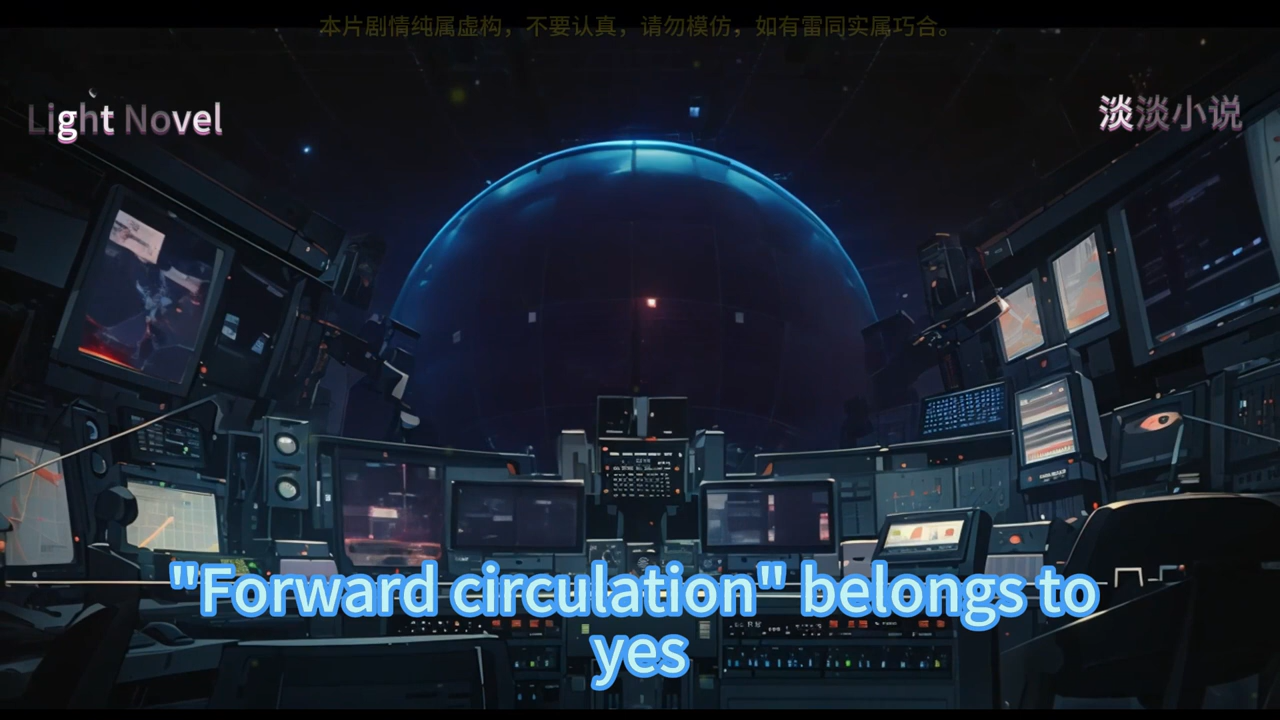 本片剧情纯属虚构，不要认真，请勿模仿，如有雷同实属巧合。
Light Novel
淡淡小说
"Forward circulation" belongs to
yes